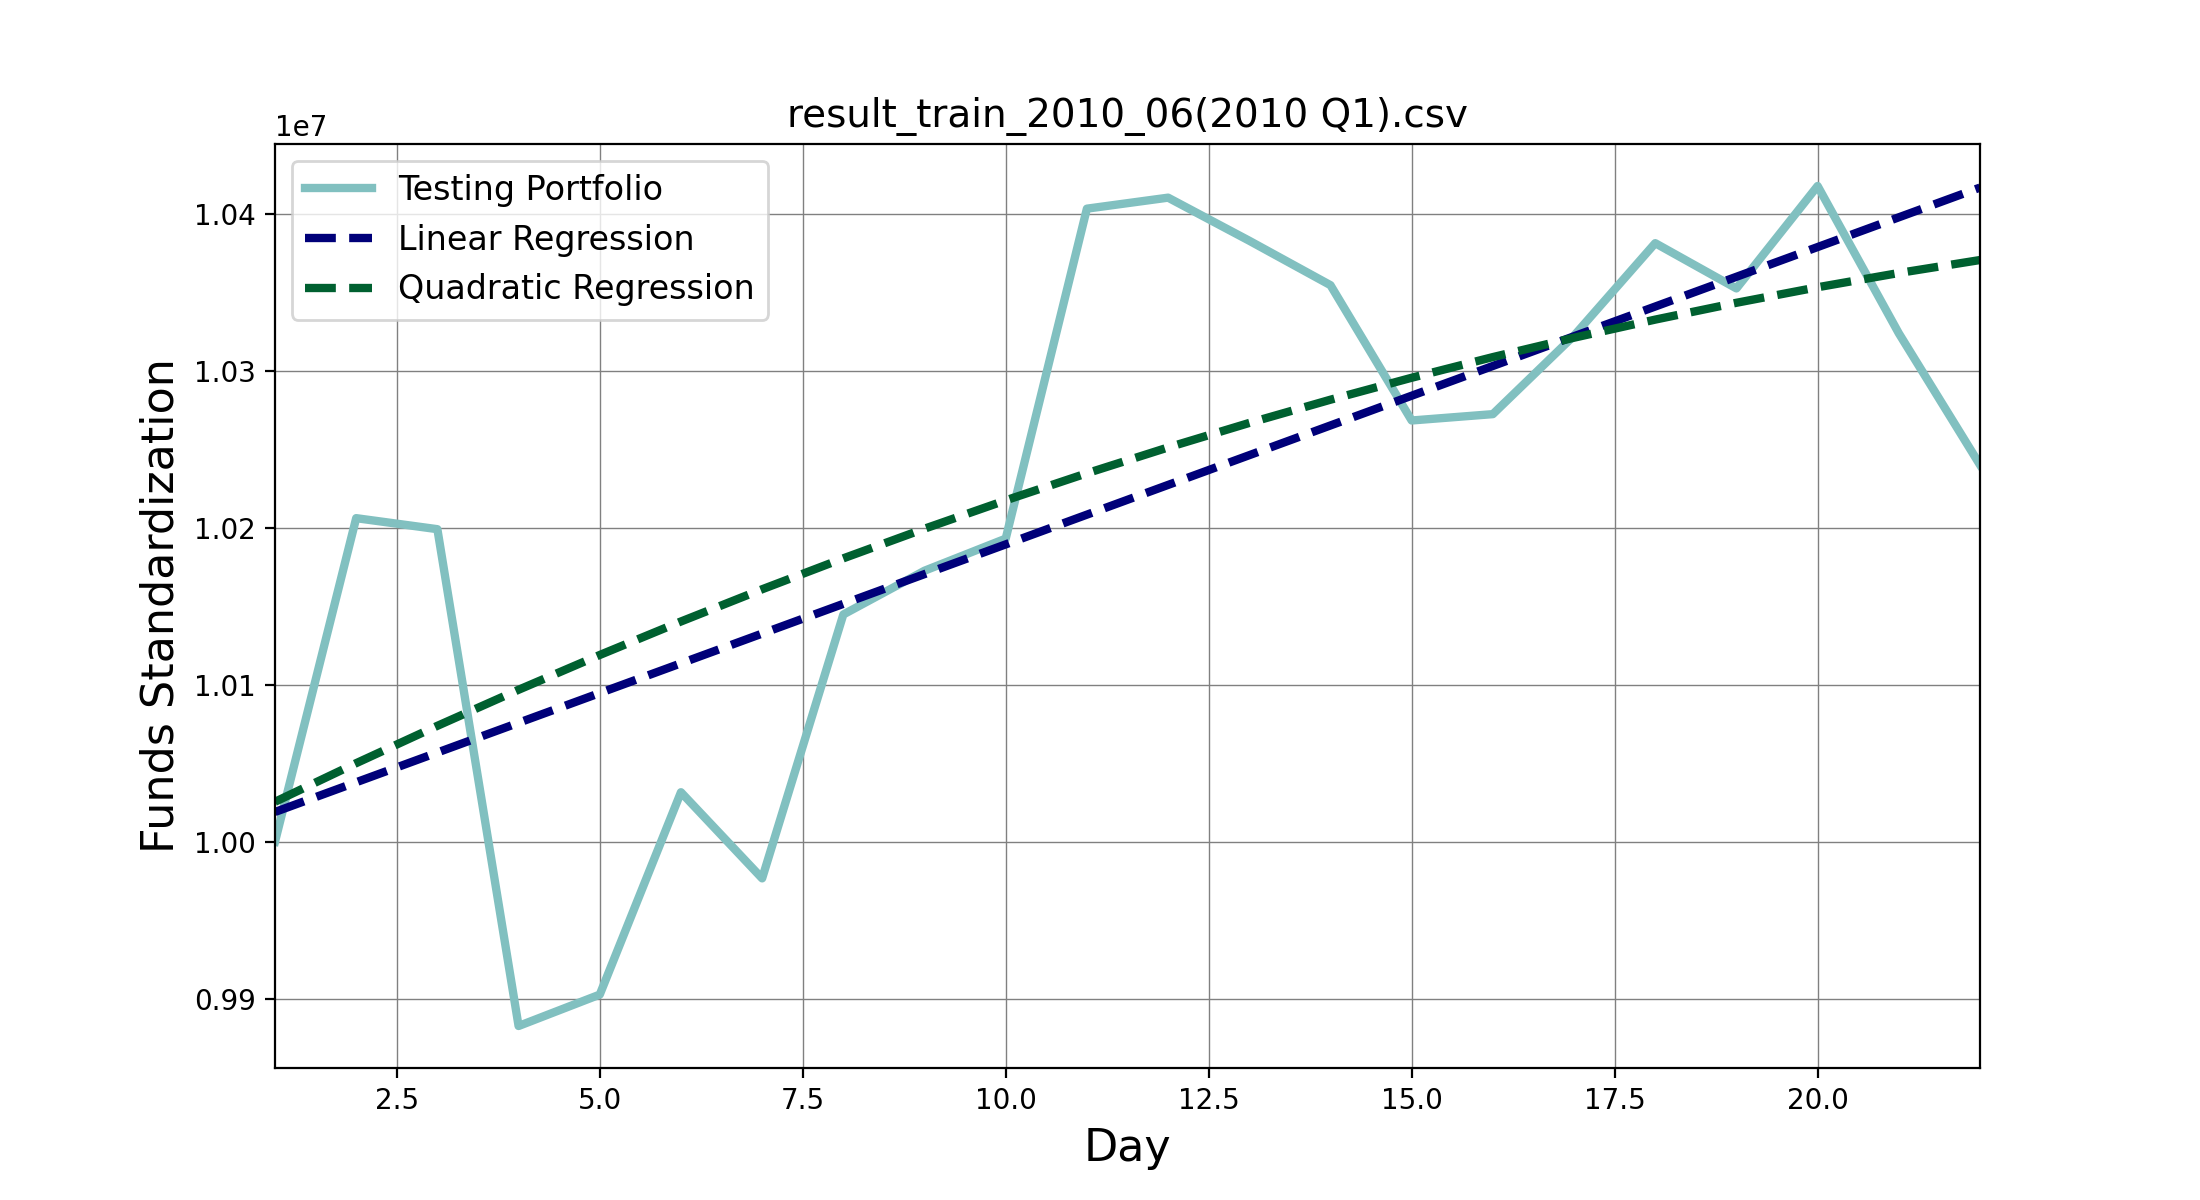 result_train_2010_06(2010 Q1).csv
1e7
Testing Portfolio
Linear Regression
Quadratic Regression
1.04
1.03
1.02
1.01
1.00
0.99
Funds Standardization
2.5 5.0 7.5 10.0 12.5 15.0 17.5 20.0
Day